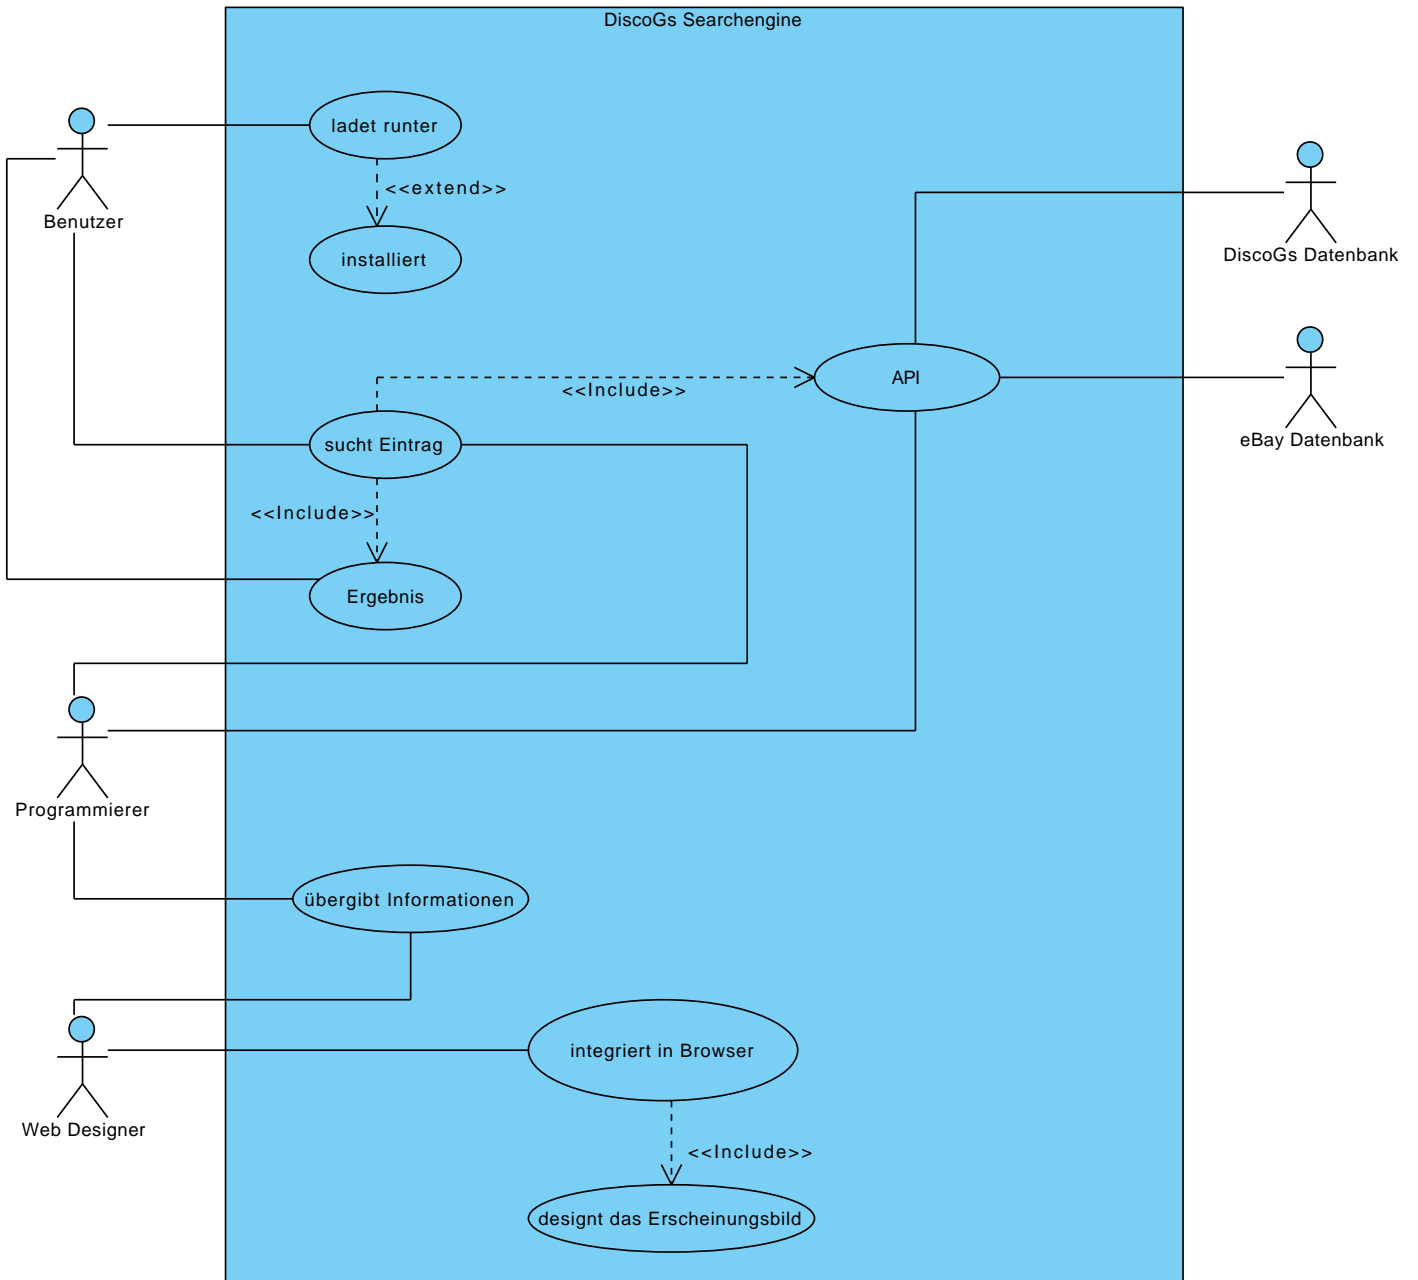 DiscoGs Searchengine
ladet runter
<<extend>>
Benutzer
installiert
DiscoGs Datenbank
API
<<Include>>
eBay Datenbank
sucht Eintrag
<<Include>>
Ergebnis
Programmierer
übergibt Informationen
integriert in Browser
Web Designer
<<Include>>
designt das Erscheinungsbild